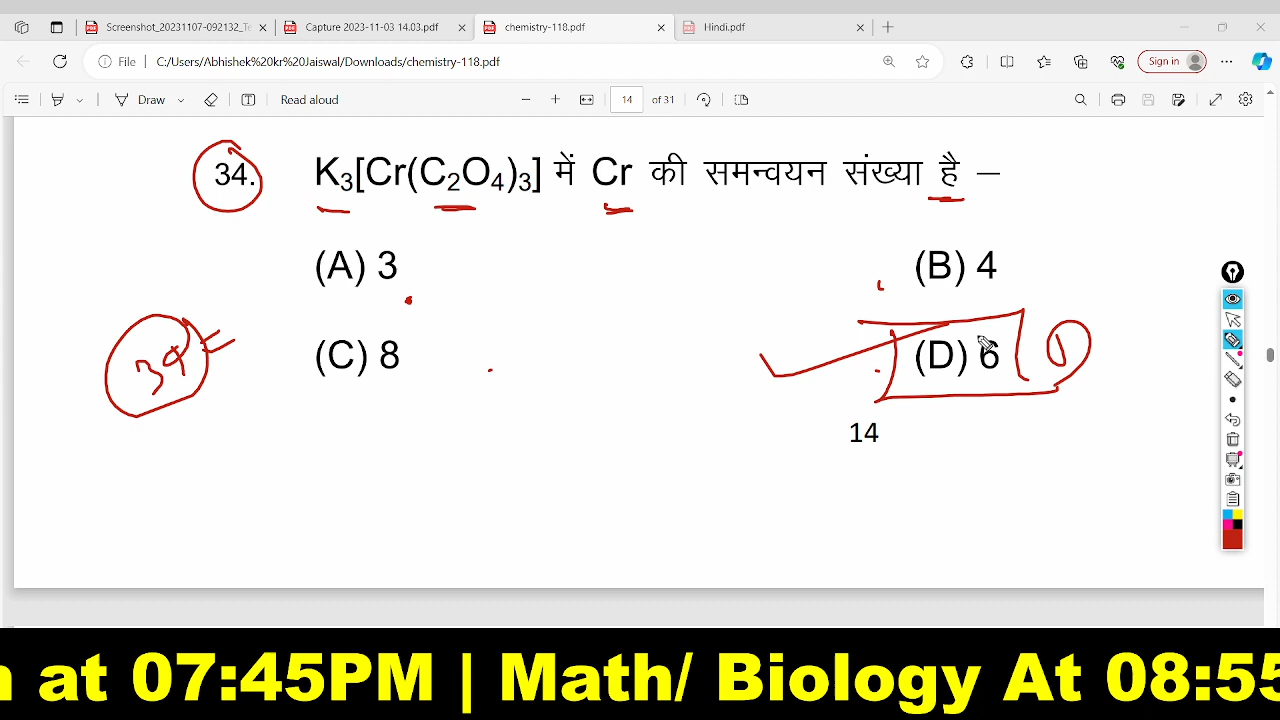 Screenshot_20231107-092132_Te
Capture 2023-11-03 14.03.pdf
chemistry-118.pdf
Hindi.pdf
File
C:/Users/Abhishek%20kr%20Jaiswal/Downloads/chemistry-118.pdf
Sign in
Draw
Read aloud
14 of 31
34. K₃[Cr(C₂O₄)₃] में Cr की समन्वयन संख्या है –
(A) 3
(B) 4
(C) 8
(D) 6
14
n at 07:45PM | Math/ Biology At 08:55